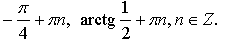 -π/4 + πn, arctg 1/2 + πn, n ∈ Z.